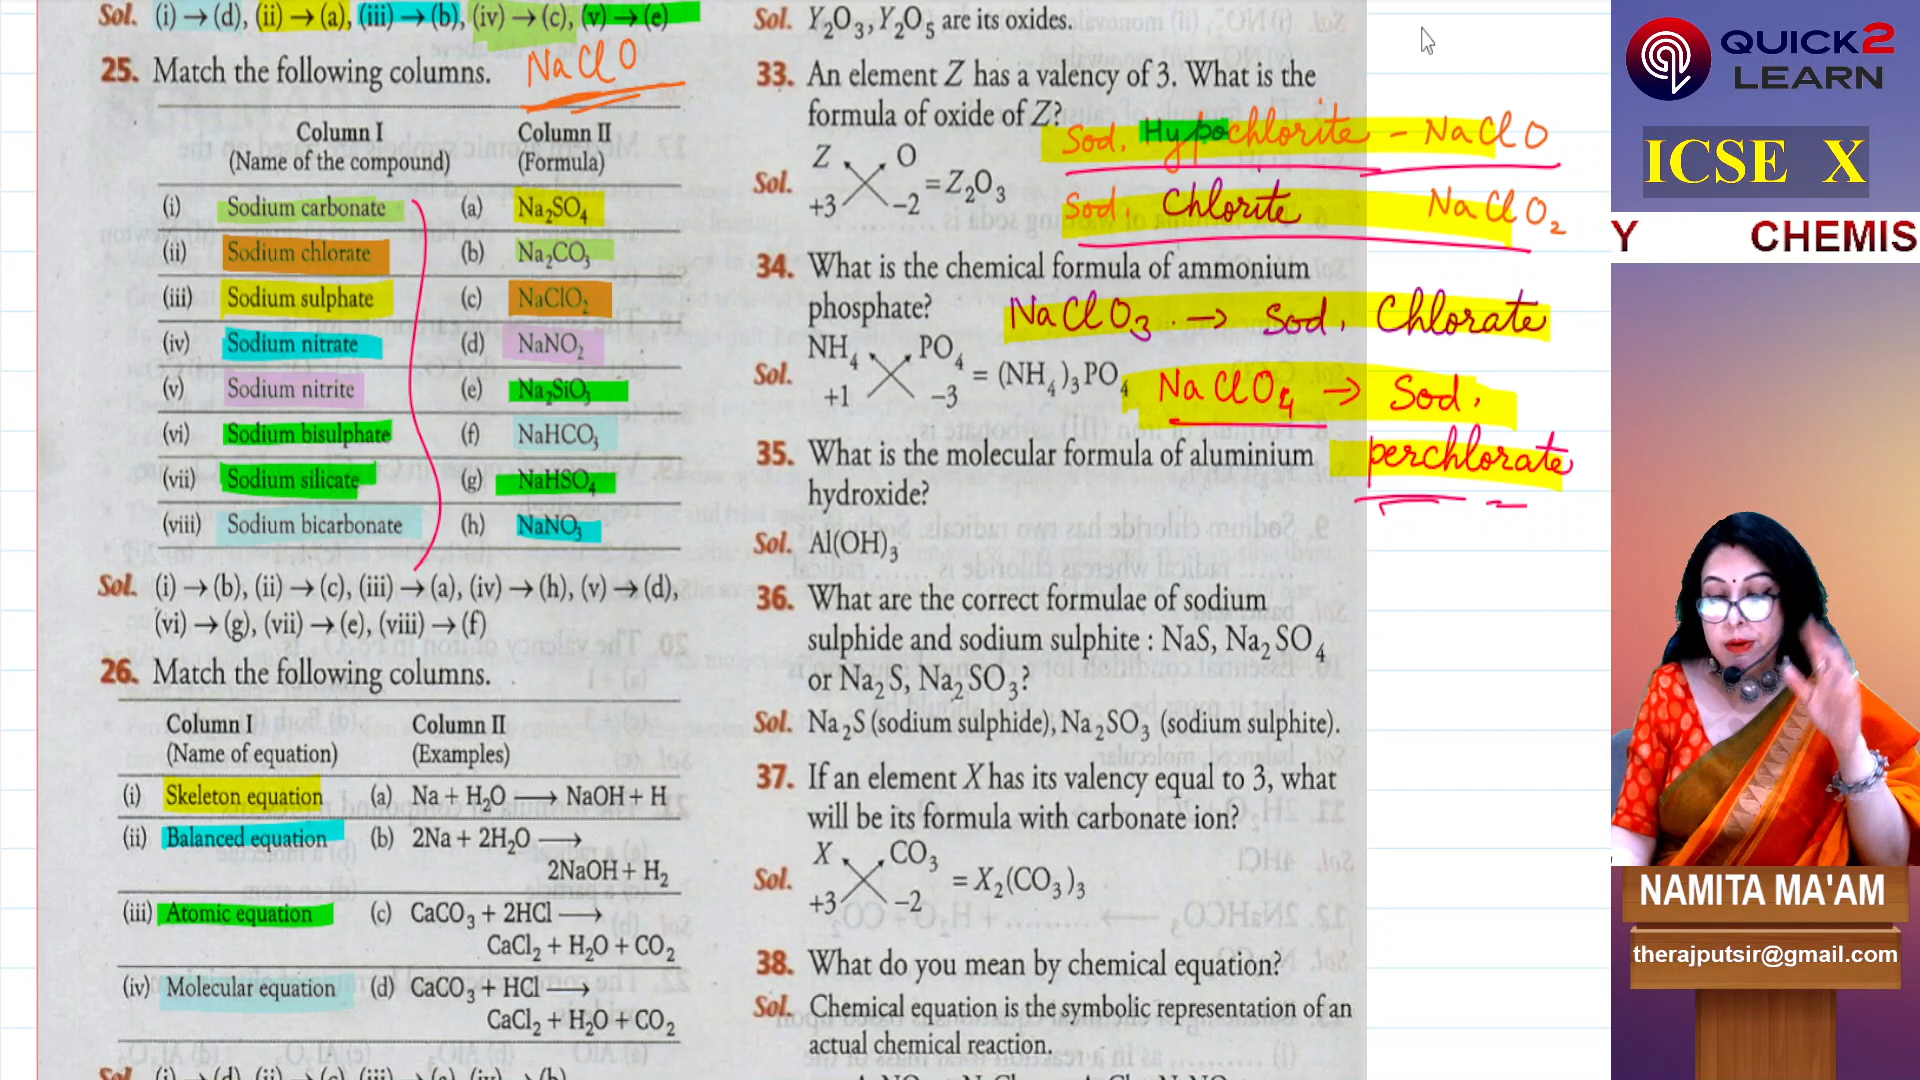 Sol. (i) → (d), (ii) → (a), (iii) → (b), (iv) → (c), (v) → (e)
25. Match the following columns.
NaClO
Column I Column II
(Name of the compound) (Formula)
(i) Sodium carbonate (a) Na₂SO₄
(ii) Sodium chlorate (b) Na₂CO₃
(iii) Sodium sulphate (c) NaClO₂
(iv) Sodium nitrate (d) NaNO₂
(v) Sodium nitrite (e) Na₂SiO₃
(vi) Sodium bisulphate (f) NaHCO₃
(vii) Sodium silicate (g) NaHSO₄
(viii) Sodium bicarbonate (h) NaNO₃
Sol. (i) → (b), (ii) → (c), (iii) → (a), (iv) → (h), (v) → (d),
(vi) → (g), (vii) → (e), (viii) → (f)
26. Match the following columns.
Column I Column II
(Name of equation) (Examples)
(i) Skeleton equation (a) Na + H₂O ⟶ NaOH + H
(ii) Balanced equation (b) 2Na + 2H₂O ⟶
2NaOH + H₂
(iii) Atomic equation (c) CaCO₃ + 2HCl ⟶
CaCl₂ + H₂O + CO₂
(iv) Molecular equation (d) CaCO₃ + HCl ⟶
CaCl₂ + H₂O + CO₂
Sol. (i) → (d), (ii) → (c), (iii) → (a), (iv) → (b)
Sol. Y₂O₃, Y₂O₅ are its oxides.
33. An element Z has a valency of 3. What is the
formula of oxide of Z?
Z O
Sol. = Z₂O₃
+3 −2
Sod. Hypochlorite - NaClO
Sod. Chlorite NaClO₂
34. What is the chemical formula of ammonium
phosphate?
NaClO₃ → Sod. Chlorate
NH₄ PO₄
Sol. = (NH₄)₃PO₄
+1 −3
NaClO₄ → Sod.
perchlorate
35. What is the molecular formula of aluminium
hydroxide?
Sol. Al(OH)₃
36. What are the correct formulae of sodium
sulphide and sodium sulphite : NaS, Na₂SO₄
or Na₂S, Na₂SO₃?
Sol. Na₂S (sodium sulphide), Na₂SO₃ (sodium sulphite).
37. If an element X has its valency equal to 3, what
will be its formula with carbonate ion?
X CO₃
Sol. = X₂(CO₃)₃
+3 −2
38. What do you mean by chemical equation?
Sol. Chemical equation is the symbolic representation of an
actual chemical reaction.
QUICK2
LEARN
ICSE X
Y CHEMIS
NAMITA MA'AM
therajputsir@gmail.com